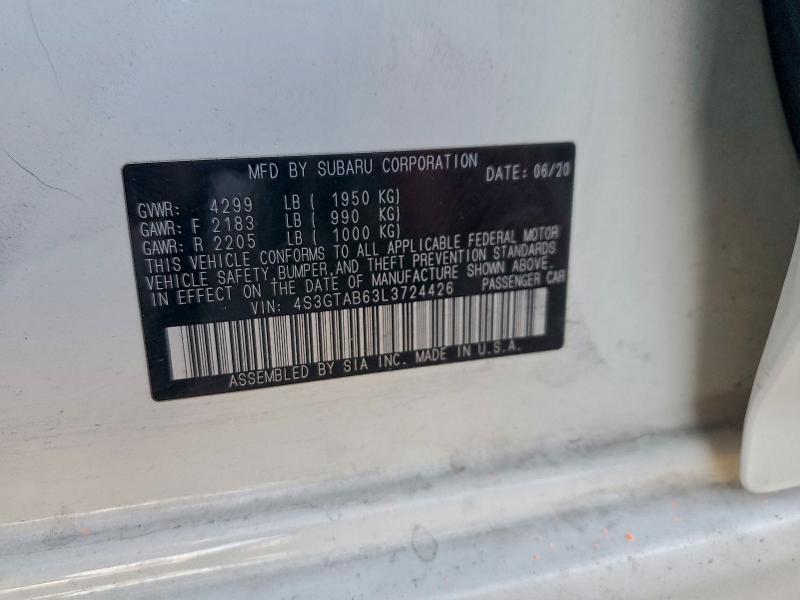 MFD BY SUBARU CORPORATION DATE: 06/20
GVWR: 4299 LB ( 1950 KG)
GAWR: F 2183 LB ( 990 KG)
GAWR: R 2205 LB ( 1000 KG)
THIS VEHICLE CONFORMS TO ALL APPLICABLE FEDERAL MOTOR
VEHICLE SAFETY,BUMPER,AND THEFT PREVENTION STANDARDS
IN EFFECT ON THE DATE OF MANUFACTURE SHOWN ABOVE.
VIN: 4S3GTAB63L3724426 PASSENGER CAR
ASSEMBLED BY SIA INC. MADE IN U.S.A.